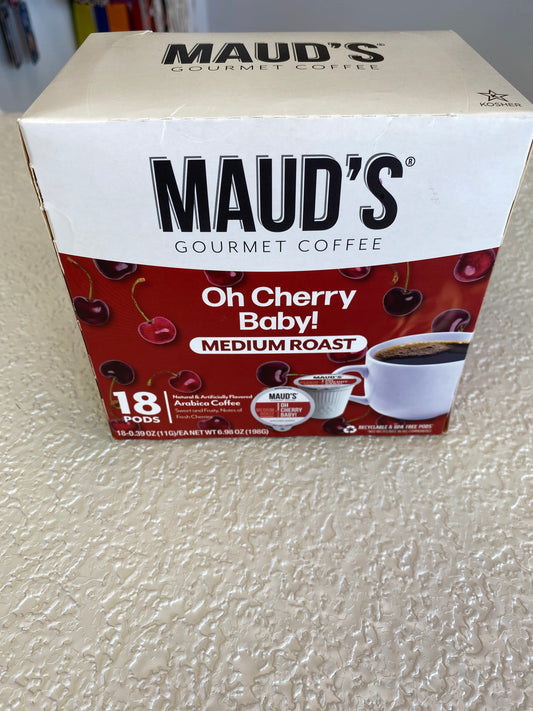 MAUD'S®
GOURMET COFFEE
KOSHER
MAUD'S®
GOURMET COFFEE
Oh Cherry
Baby!
MEDIUM ROAST
18
PODS
Natural & Artificially Flavored
Arabica Coffee
Sweet and Fruity, Notes of
Fresh Cherries
MAUD'S
OH
CHERRY
BABY!
MAUD'S
18-0.39 OZ (11G)/EA NET WT 6.98 OZ (198G)
RECYCLABLE & BPA FREE PODS*